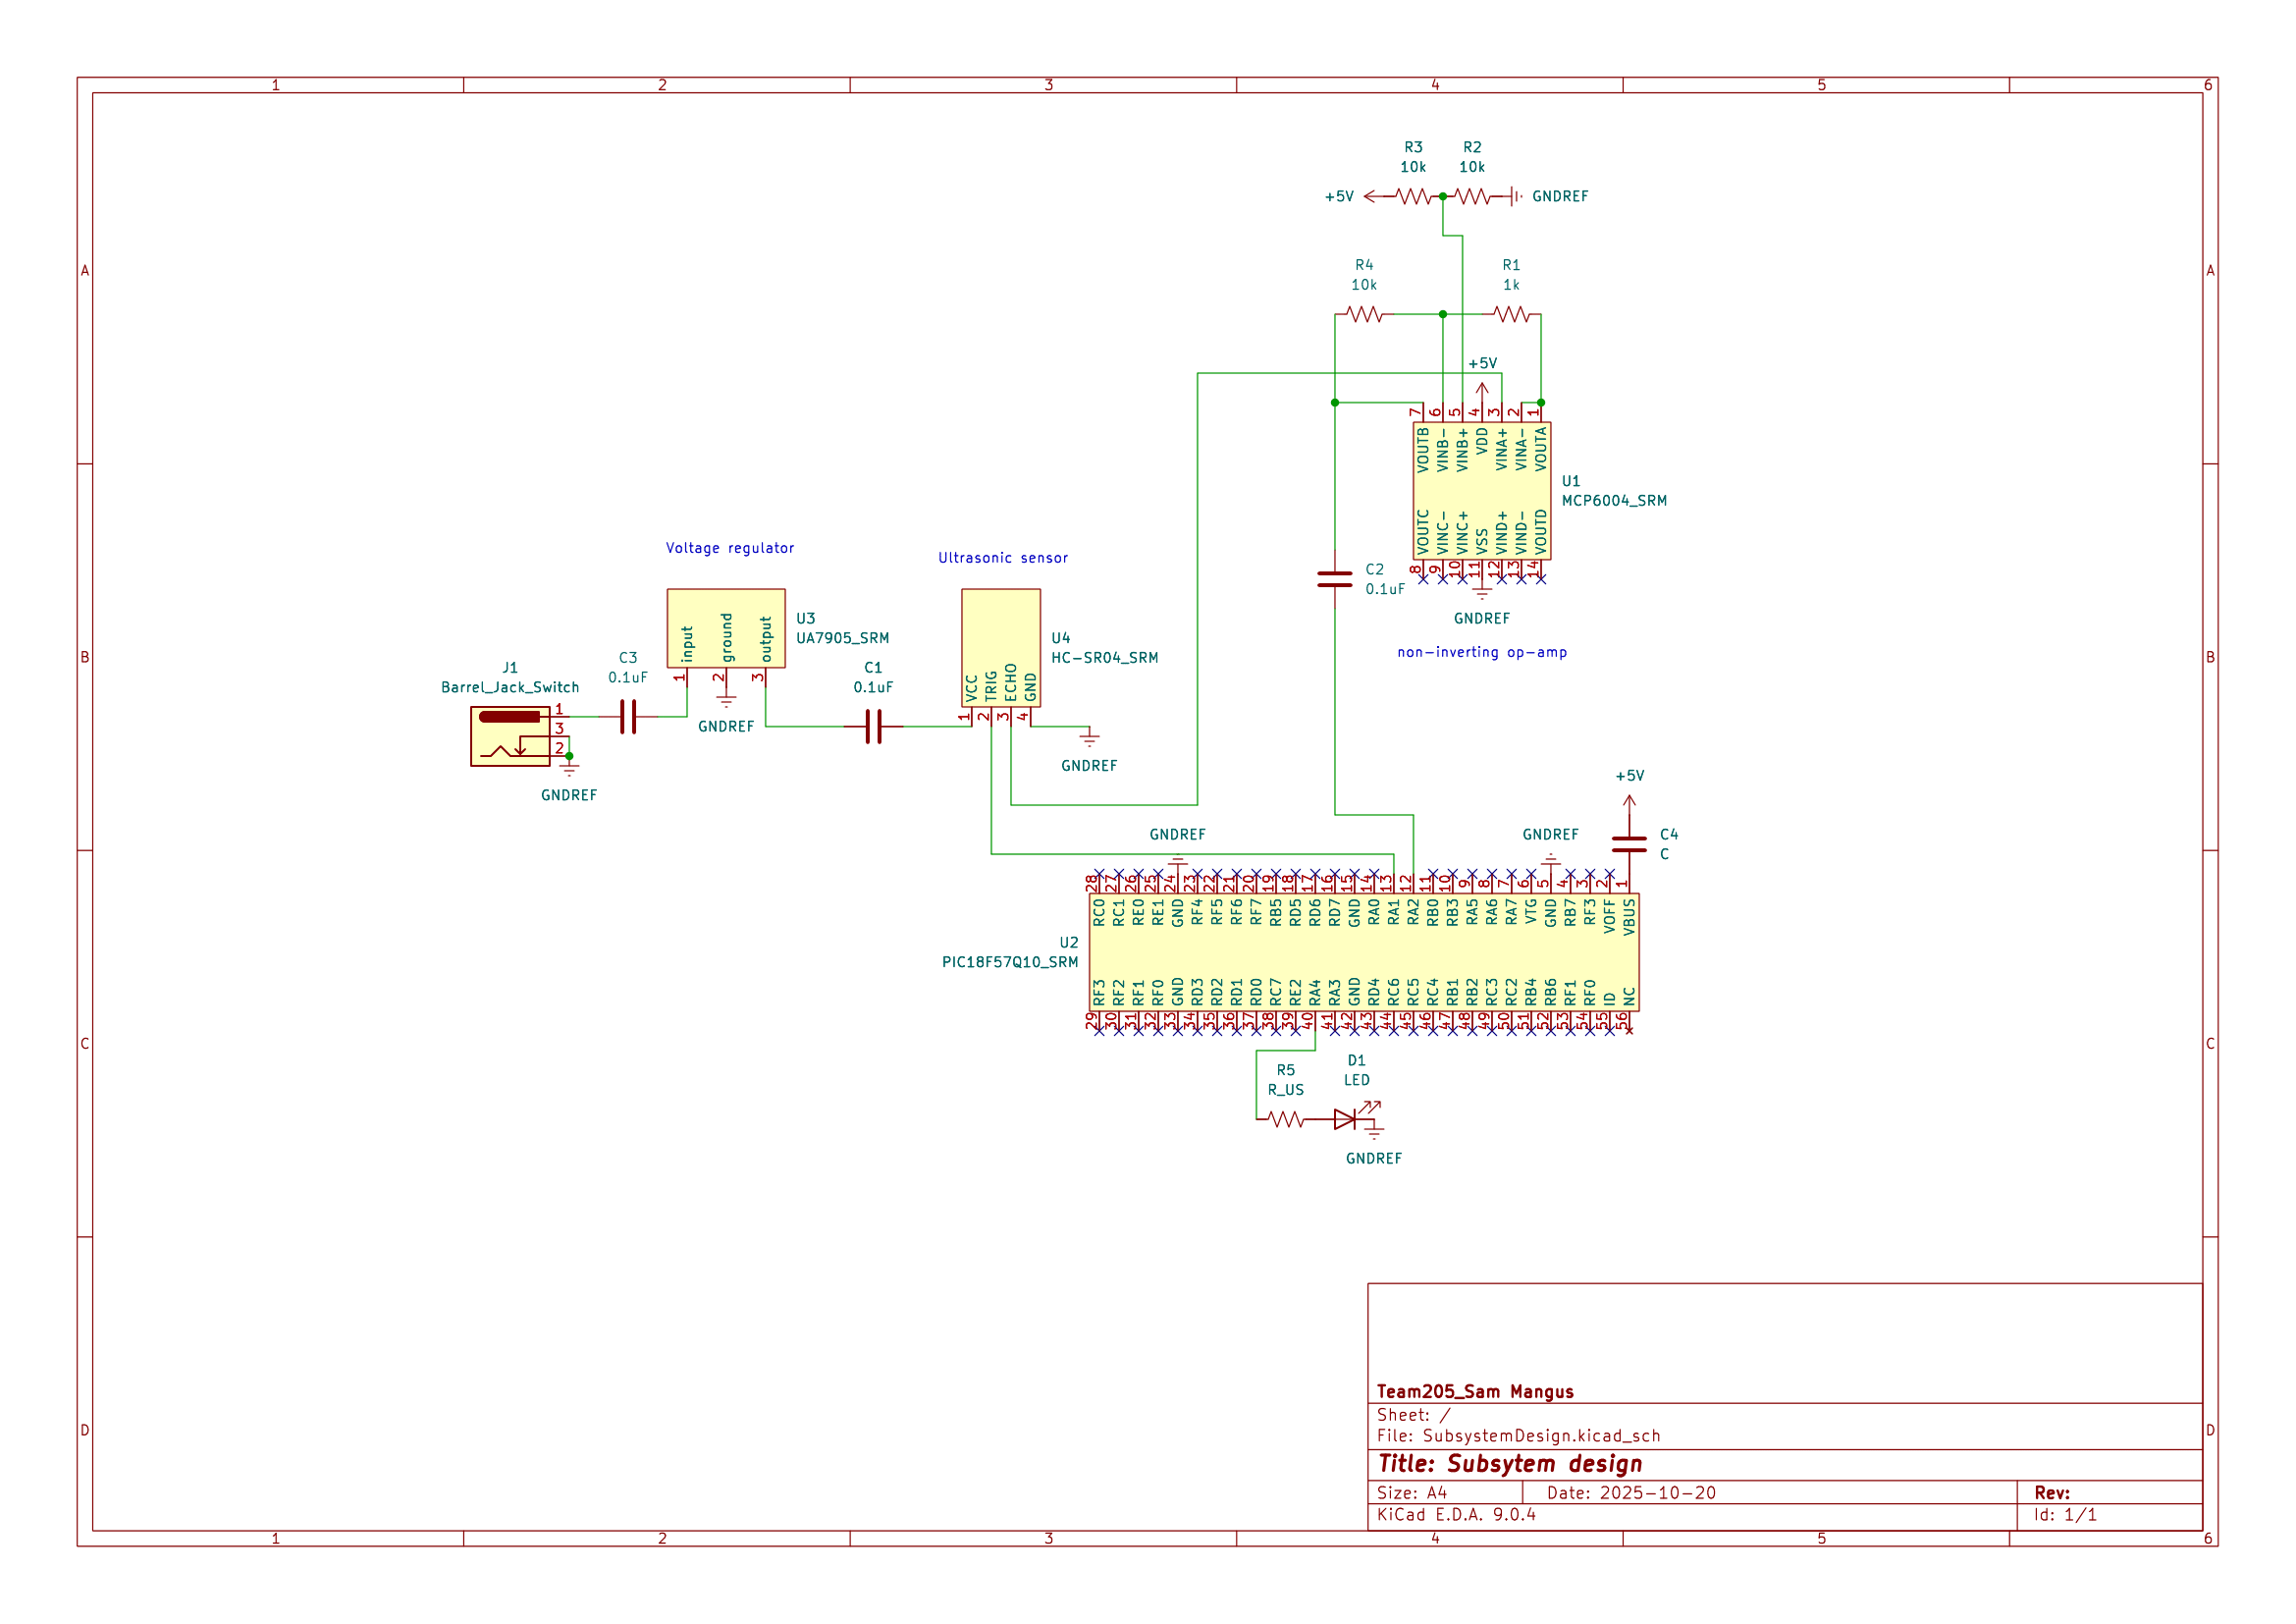 1 2 3 4 5 6
R3 R2
10k 10k
+5V GNDREF
A A
R4 R1
10k 1k
+5V
7 6 5 4 3 2 1
VOUTB VINB- VINB+ VDD VINA+ VINA- VOUTA
U1
MCP6004_SRM
VOUTC VINC- VINC+ VSS VIND+ VIND- VOUTD
8 9 10 11 12 13 14
GNDREF
non-inverting op-amp
C2
0.1uF
Voltage regulator
Ultrasonic sensor
input ground output
U3
UA7905_SRM
1 2 3
GNDREF
U4
HC-SR04_SRM
VCC TRIG ECHO GND
1 2 3 4
GNDREF
B B
C3
0.1uF
C1
0.1uF
J1
Barrel_Jack_Switch
1
3
2
GNDREF
+5V
GNDREF GNDREF
C4
C
28 27 26 25 24 23 22 21 20 19 18 17 16 15 14 13 12 11 10 9 8 7 6 5 4 3 2 1
RC0 RC1 RE0 RE1 GND RF4 RF5 RF6 RF7 RB5 RD5 RD6 RD7 GND RA0 RA1 RA2 RB0 RB3 RA5 RA6 RA7 VTG GND RB7 RF3 VOFF VBUS
U2
PIC18F57Q10_SRM
RF3 RF2 RF1 RF0 GND RD3 RD2 RD1 RD0 RC7 RE2 RA4 RA3 GND RD4 RC6 RC5 RC4 RB1 RB2 RC3 RC2 RB4 RB6 RF1 RF0 ID NC
29 30 31 32 33 34 35 36 37 38 39 40 41 42 43 44 45 46 47 48 49 50 51 52 53 54 55 56
C C
R5
R_US
D1
LED
GNDREF
D D
Team205_Sam Mangus
Sheet: /
File: SubsystemDesign.kicad_sch
Title: Subsytem design
Size: A4 Date: 2025-10-20 Rev:
KiCad E.D.A. 9.0.4 Id: 1/1
1 2 3 4 5 6